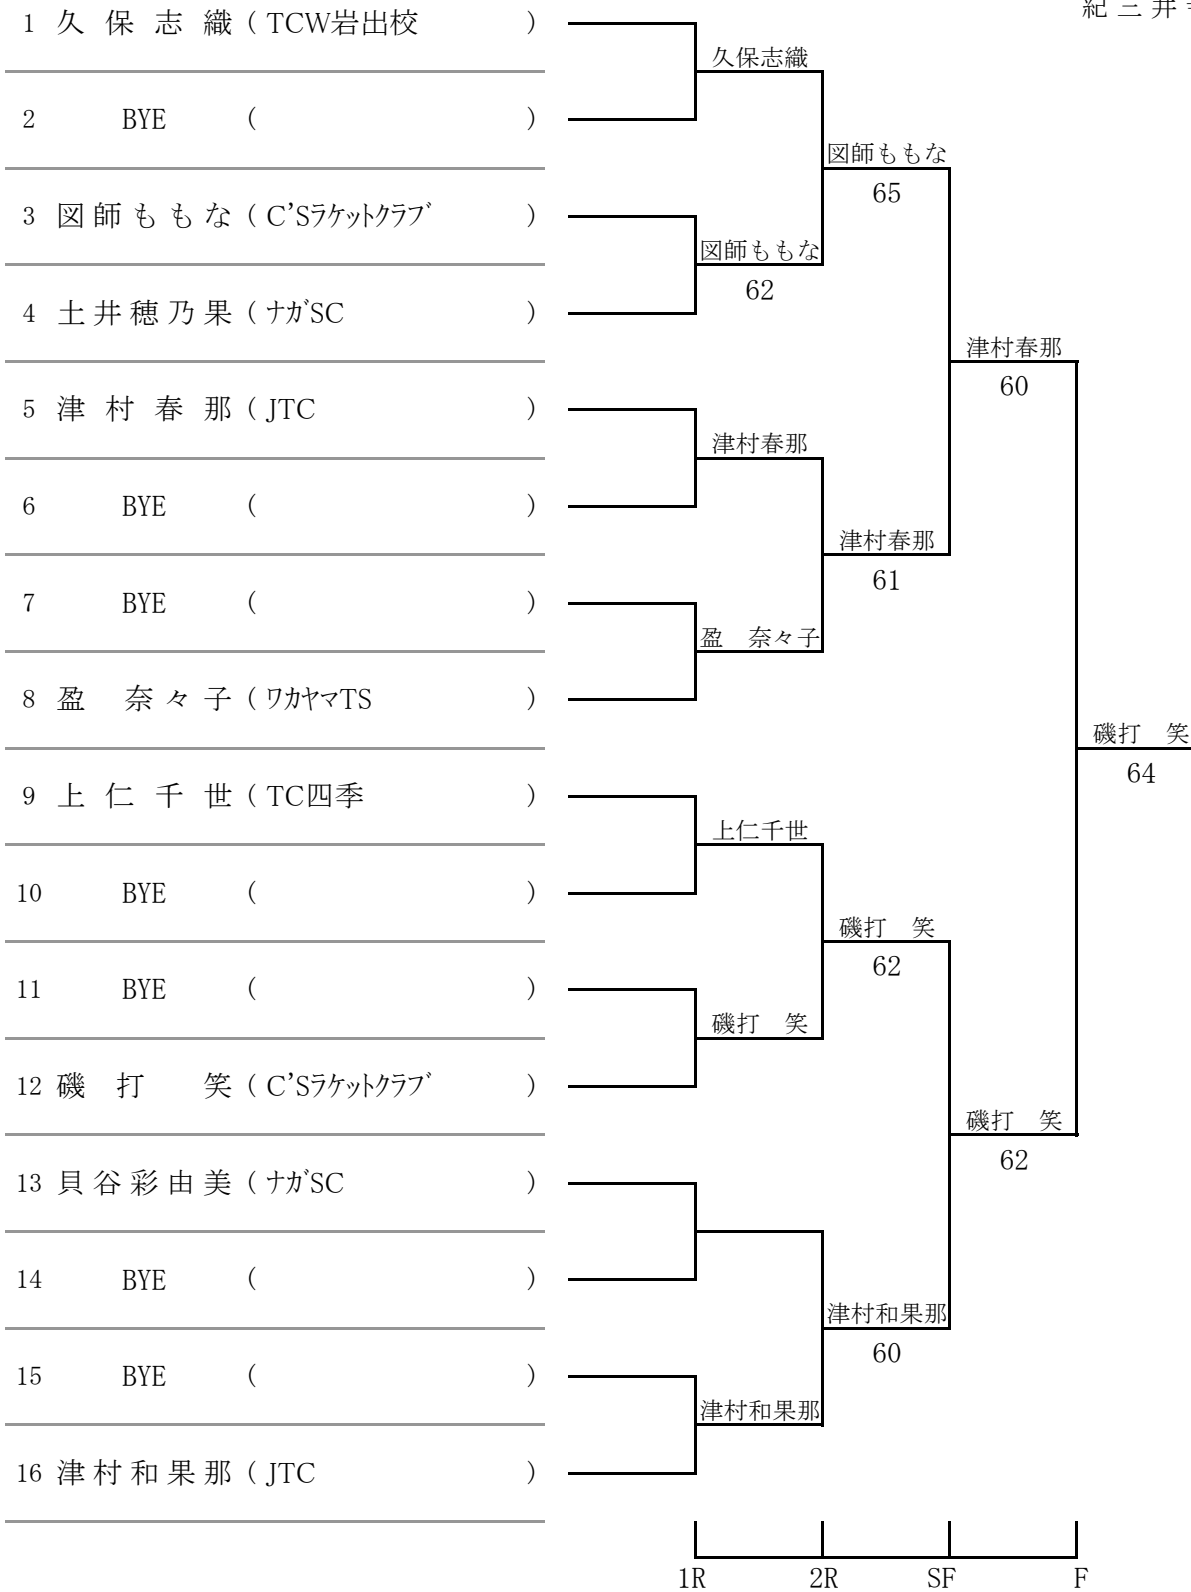 紀三井
1 久保志織 ( TCW岩出校 )
久保志織
2 BYE ( )
図師ももな
65
3 図師ももな ( C’Sラケットクラブ )
図師ももな
62
4 土井穂乃果 ( ナガSC )
津村春那
60
5 津村春那 ( JTC )
津村春那
6 BYE ( )
津村春那
61
7 BYE ( )
盈 奈々子
8 盈 奈々子 ( ワカヤマTS )
磯打 笑
64
9 上仁千世 ( TC四季 )
上仁千世
10 BYE ( )
磯打 笑
62
11 BYE ( )
磯打 笑
12 磯打 笑 ( C’Sラケットクラブ )
磯打 笑
62
13 貝谷彩由美 ( ナガSC )
14 BYE ( )
津村和果那
60
15 BYE ( )
津村和果那
16 津村和果那 ( JTC )
1R 2R SF F